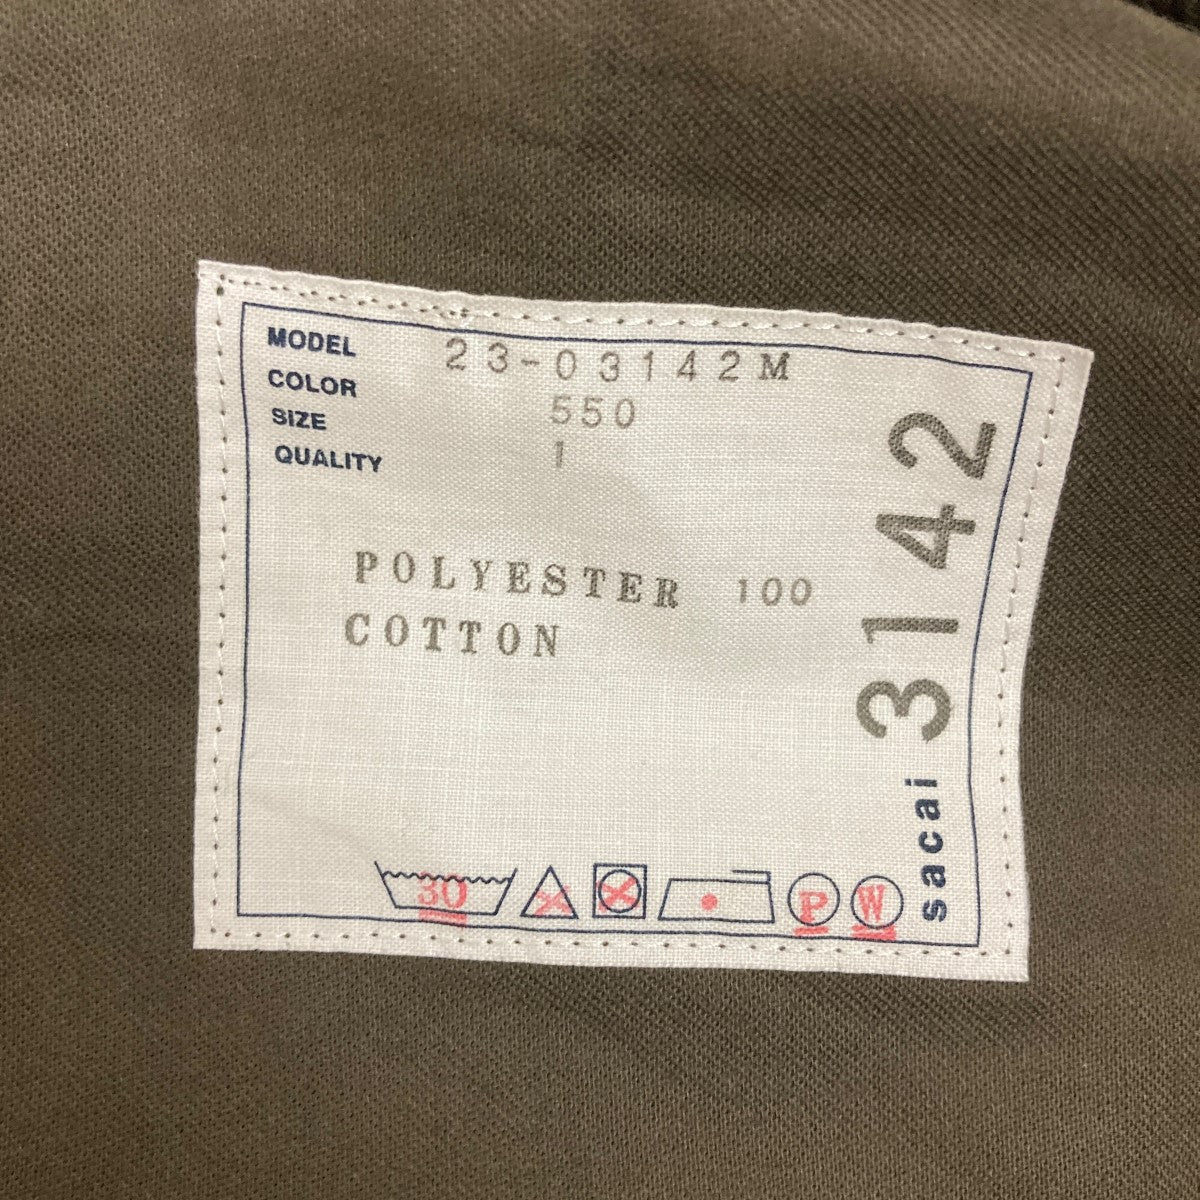 MODEL 23-03142M
COLOR 550
SIZE 1
QUALITY
POLYESTER 100
COTTON
sacai 3142
30
P
W